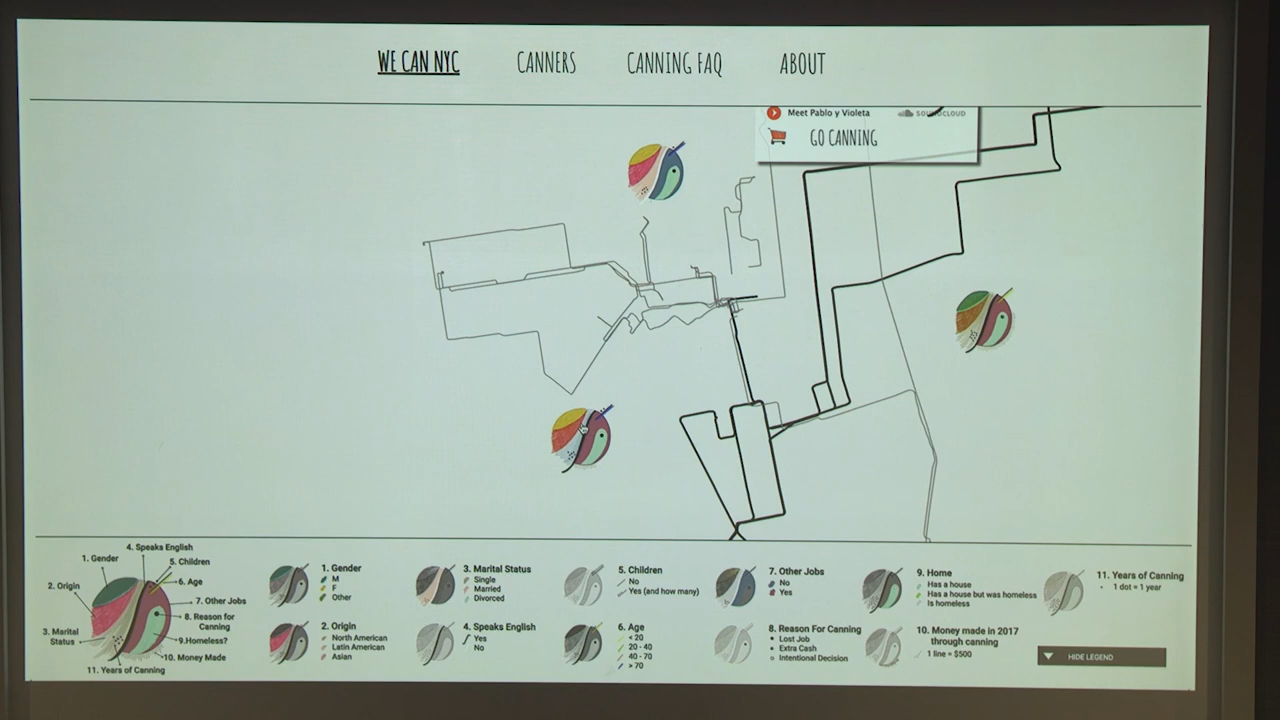 WE CAN NYC
CANNERS
CANNING FAQ
ABOUT
Meet Pablo y Violeta
SOUNDCLOUD
GO CANNING
4. Speaks English
1. Gender
5. Children
2. Origin
6. Age
7. Other Jobs
8. Reason for
Canning
3. Marital
Status
9.Homeless?
10. Money Made
11. Years of Canning
1. Gender
M
F
Other
2. Origin
North American
Latin American
Asian
3. Marital Status
Single
Married
Divorced
4. Speaks English
Yes
No
5. Children
No
Yes (and how many)
6. Age
< 20
20 - 40
40 - 70
> 70
7. Other Jobs
No
Yes
8. Reason For Canning
Lost Job
Extra Cash
Intentional Decision
9. Home
Has a house
Has a house but was homeless
Is homeless
10. Money made in 2017
through canning
1 line = $500
11. Years of Canning
1 dot = 1 year
HIDE LEGEND